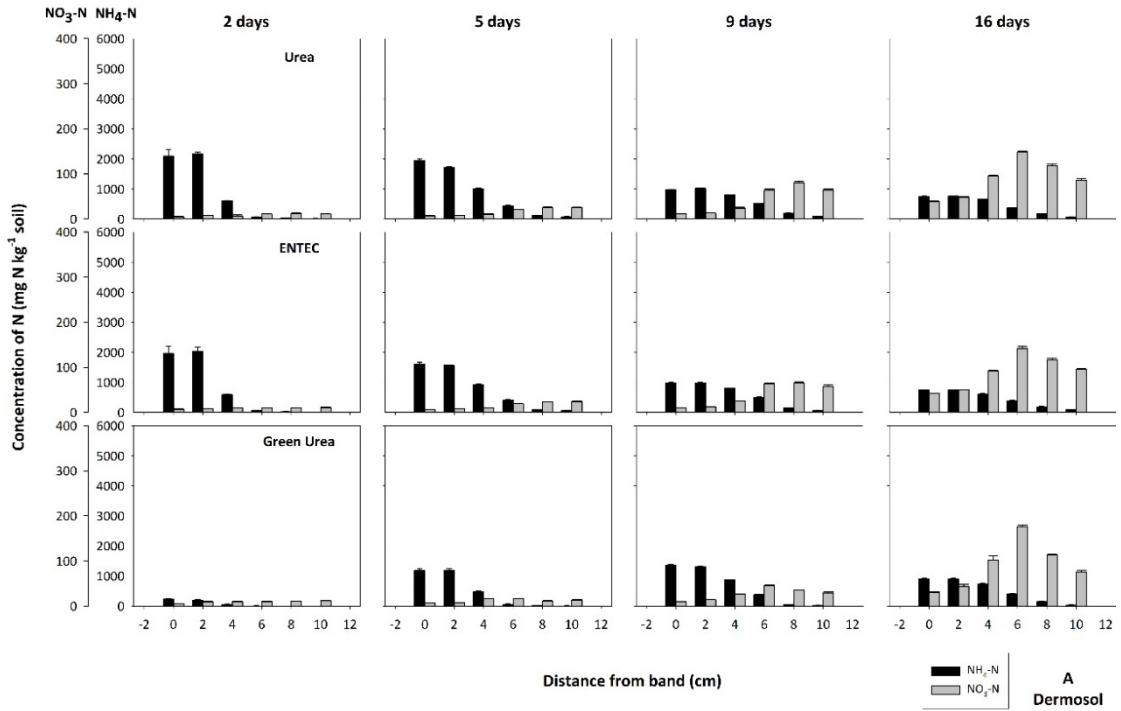 NO₃-N NH₄-N 2 days 5 days 9 days 16 days
400 6000 Urea
5000
300
4000
200 3000
2000
100
1000
0 0
400 6000 ENTEC
5000
300
4000
200 3000
2000
100
1000
0 0
400 6000 Green Urea
5000
300
4000
200 3000
2000
100
1000
0 0
-2 0 2 4 6 8 10 12 -2 0 2 4 6 8 10 12 -2 0 2 4 6 8 10 12 -2 0 2 4 6 8 10 12
Concentration of N (mg N kg⁻¹ soil)
Distance from band (cm)
NH₄-N
NO₃-N
A
Dermosol